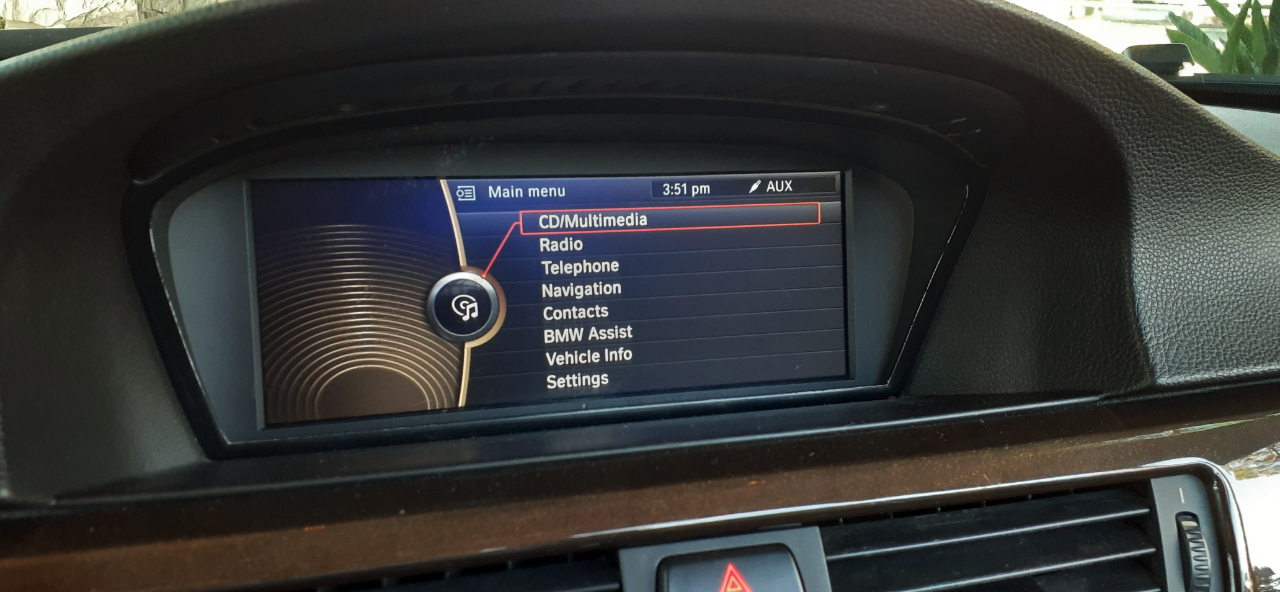 Main menu 3:51 pm AUX
CD/Multimedia
Radio
Telephone
Navigation
Contacts
BMW Assist
Vehicle Info
Settings